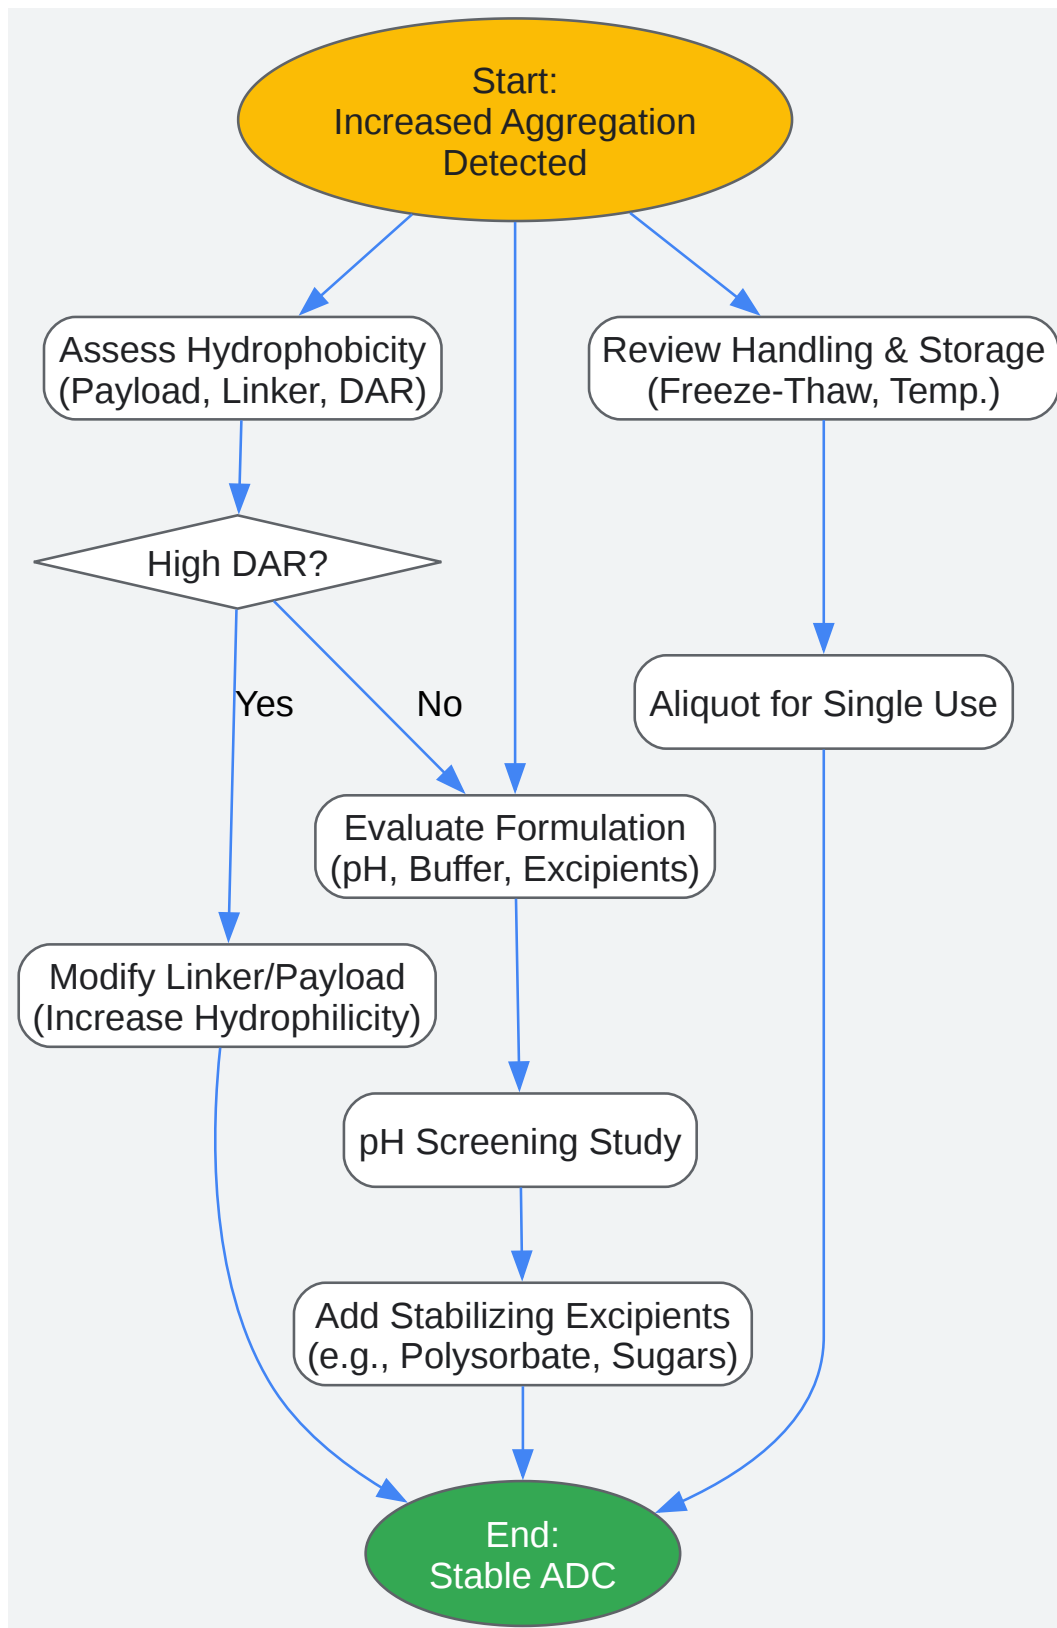 Start:
Increased Aggregation
Detected
Assess Hydrophobicity
(Payload, Linker, DAR)
Review Handling & Storage
(Freeze-Thaw, Temp.)
High DAR?
Yes
No
Aliquot for Single Use
Evaluate Formulation
(pH, Buffer, Excipients)
Modify Linker/Payload
(Increase Hydrophilicity)
pH Screening Study
Add Stabilizing Excipients
(e.g., Polysorbate, Sugars)
End:
Stable ADC